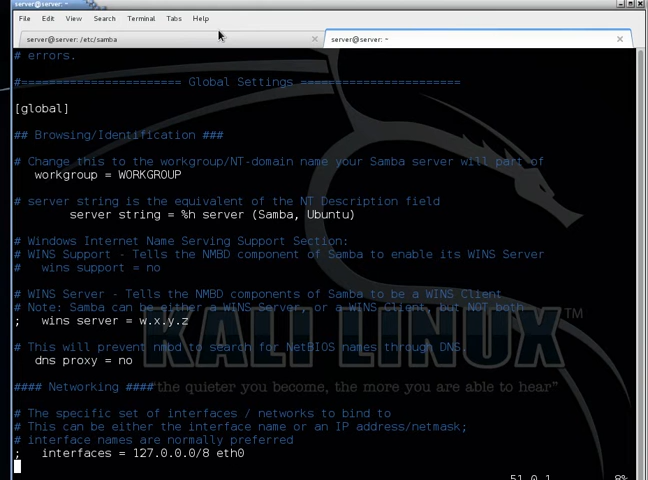 server@server: ~
File Edit View Search Terminal Tabs Help
server@server: /etc/samba
server@server: ~
# errors.
#======================= Global Settings =======================
[global]
## Browsing/Identification ###
# Change this to the workgroup/NT-domain name your Samba server will part of
workgroup = WORKGROUP
# server string is the equivalent of the NT Description field
server string = %h server (Samba, Ubuntu)
# Windows Internet Name Serving Support Section:
# WINS Support - Tells the NMBD component of Samba to enable its WINS Server
# wins support = no
# WINS Server - Tells the NMBD components of Samba to be a WINS Client
# Note: Samba can be either a WINS Server, or a WINS Client, but NOT both
; wins server = w.x.y.z
KALI LINUX™
# This will prevent nmbd to search for NetBIOS names through DNS.
dns proxy = no
#### Networking ####
"the quieter you become, the more you are able to hear"
# The specific set of interfaces / networks to bind to
# This can be either the interface name or an IP address/netmask;
# interface names are normally preferred
; interfaces = 127.0.0.0/8 eth0
51,0-1 8%